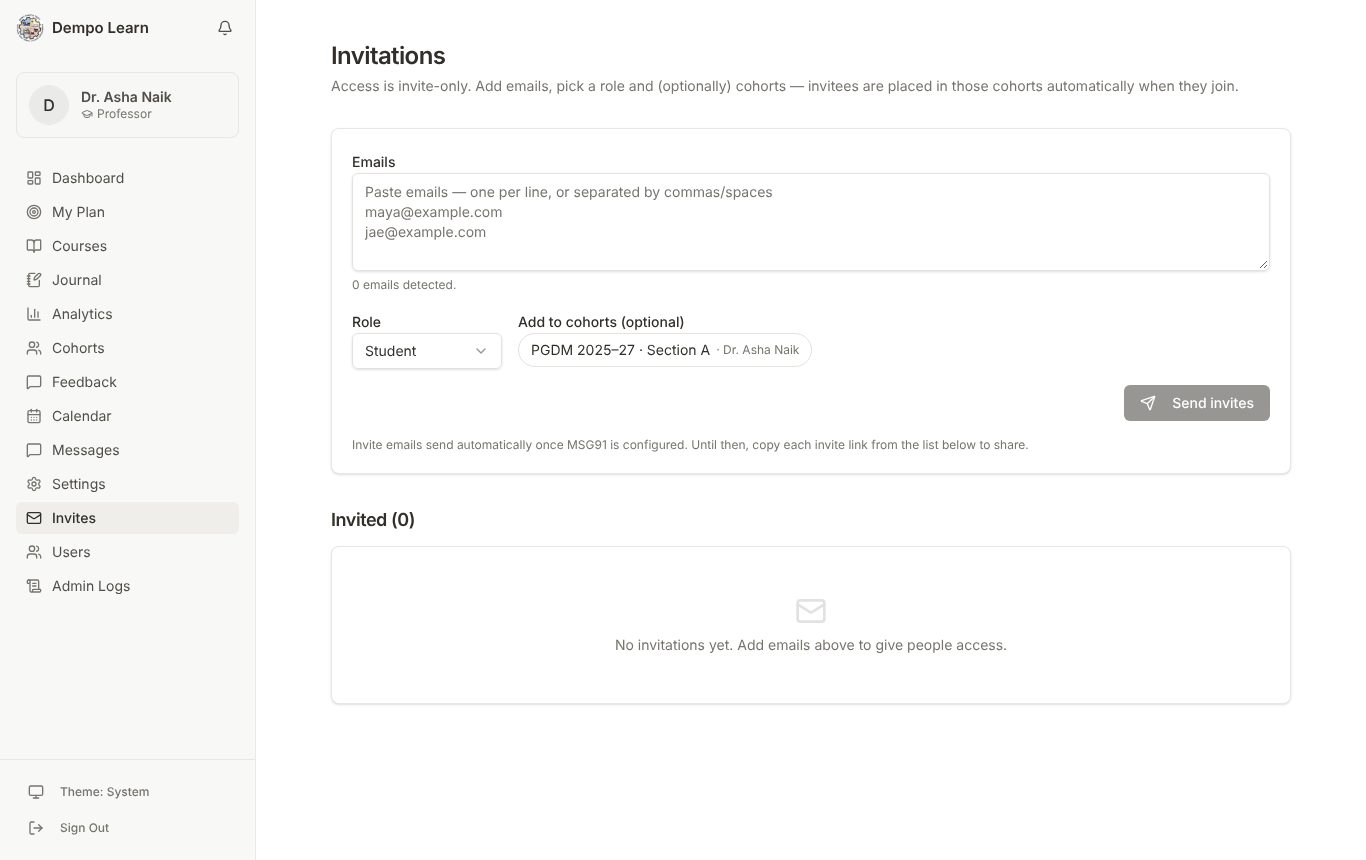 Dempo Learn
D
Dr. Asha Naik
Professor
Dashboard
My Plan
Courses
Journal
Analytics
Cohorts
Feedback
Calendar
Messages
Settings
Invites
Users
Admin Logs
Theme: System
Sign Out
Invitations
Access is invite-only. Add emails, pick a role and (optionally) cohorts — invitees are placed in those cohorts automatically when they join.
Emails
Paste emails — one per line, or separated by commas/spaces
maya@example.com
jae@example.com
0 emails detected.
Role
Student
Add to cohorts (optional)
PGDM 2025–27 · Section A · Dr. Asha Naik
Send invites
Invite emails send automatically once MSG91 is configured. Until then, copy each invite link from the list below to share.
Invited (0)
No invitations yet. Add emails above to give people access.